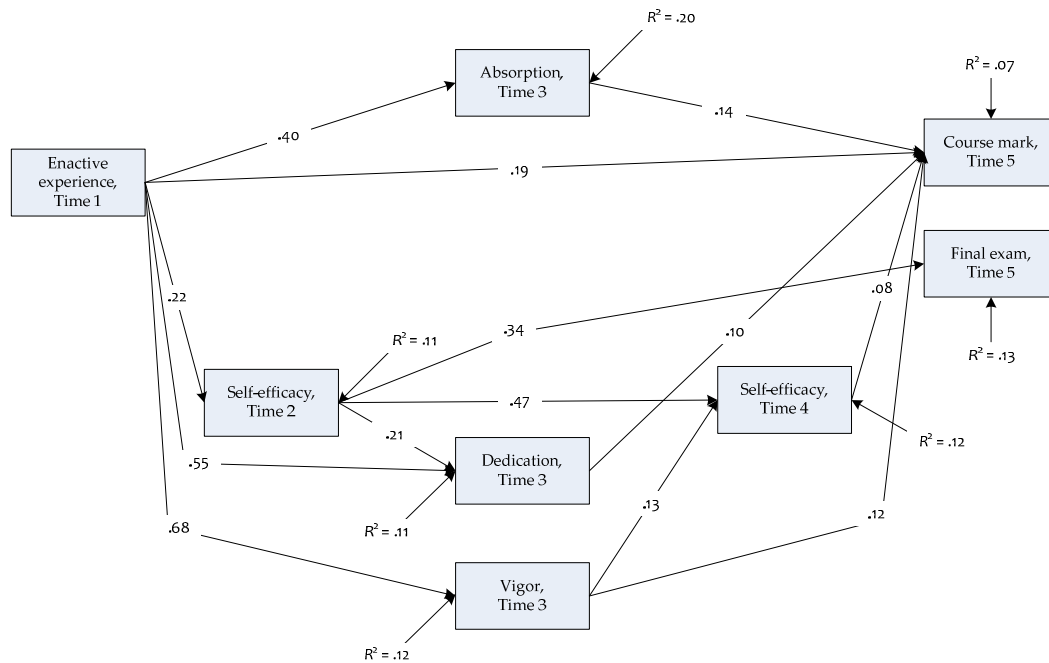 R² = .20
Absorption,
Time 3
R² = .07
.14
.40
Course mark,
Time 5
Enactive
experience,
Time 1
.19
Final exam,
Time 5
.22
.08
.34
.10
R² = .11
R² = .13
Self-efficacy,
Time 2
Self-efficacy,
Time 4
.47
.21
R² = .12
.55
Dedication,
Time 3
.13
.12
R² = .11
.68
Vigor,
Time 3
R² = .12